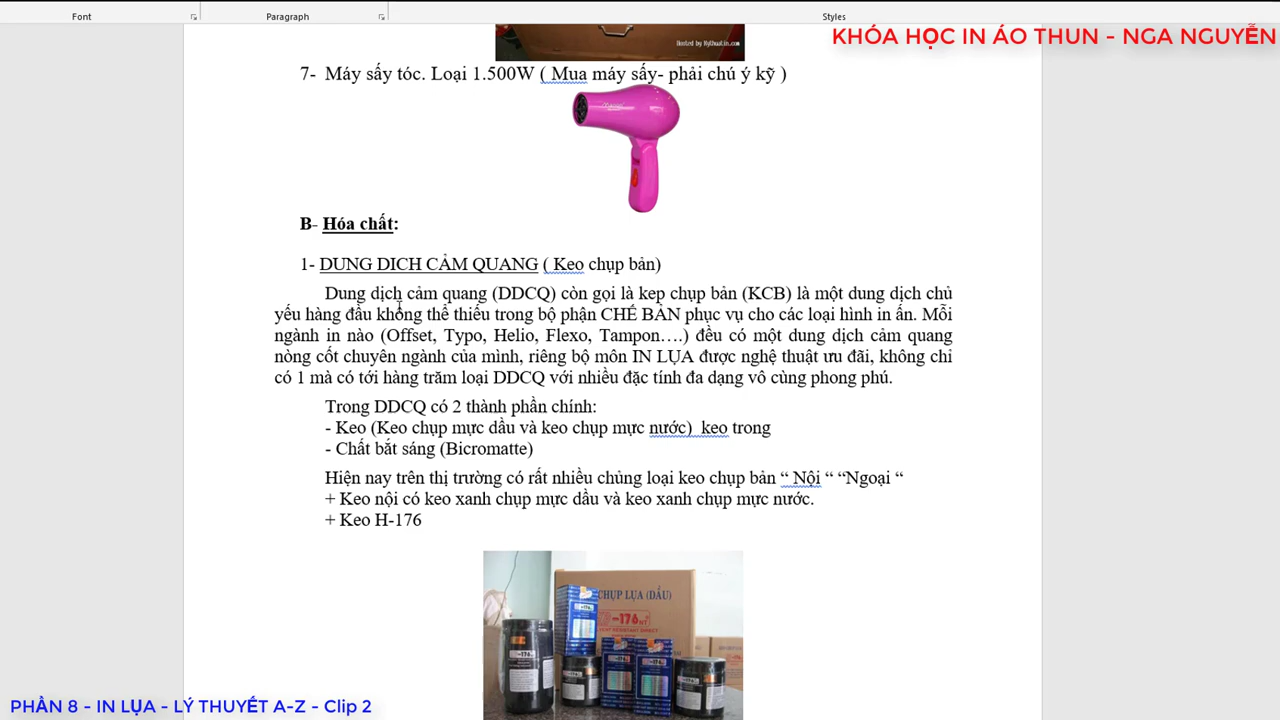 Font
Paragraph
Styles
KHÓA HỌC IN ÁO THUN - NGA NGUYỄN
Hosted by Kythuatin.com
7- Máy sấy tóc. Loại 1.500W ( Mua máy sấy- phải chú ý kỹ )
B- Hóa chất:
1- DUNG DICH CẢM QUANG ( Keo chụp bản)
Dung dịch cảm quang (DDCQ) còn gọi là kep chụp bản (KCB) là một dung dịch chủ
yếu hàng đầu không thể thiếu trong bộ phận CHẾ BẢN phục vụ cho các loại hình in ấn. Mỗi
ngành in nào (Offset, Typo, Helio, Flexo, Tampon….) đều có một dung dịch cảm quang
nòng cốt chuyên ngành của mình, riêng bộ môn IN LỤA được nghệ thuật ưu đãi, không chỉ
có 1 mà có tới hàng trăm loại DDCQ với nhiều đặc tính đa dạng vô cùng phong phú.
Trong DDCQ có 2 thành phần chính:
- Keo (Keo chụp mực dầu và keo chụp mực nước) keo trong
- Chất bắt sáng (Bicromatte)
Hiện nay trên thị trường có rất nhiều chủng loại keo chụp bản “ Nội “ “Ngoại “
+ Keo nội có keo xanh chụp mực dầu và keo xanh chụp mực nước.
+ Keo H-176
CHỤP LỤA (DẦU)
-176
PHẦN 8 - IN LỤA - LÝ THUYẾT A-Z - Clip 2